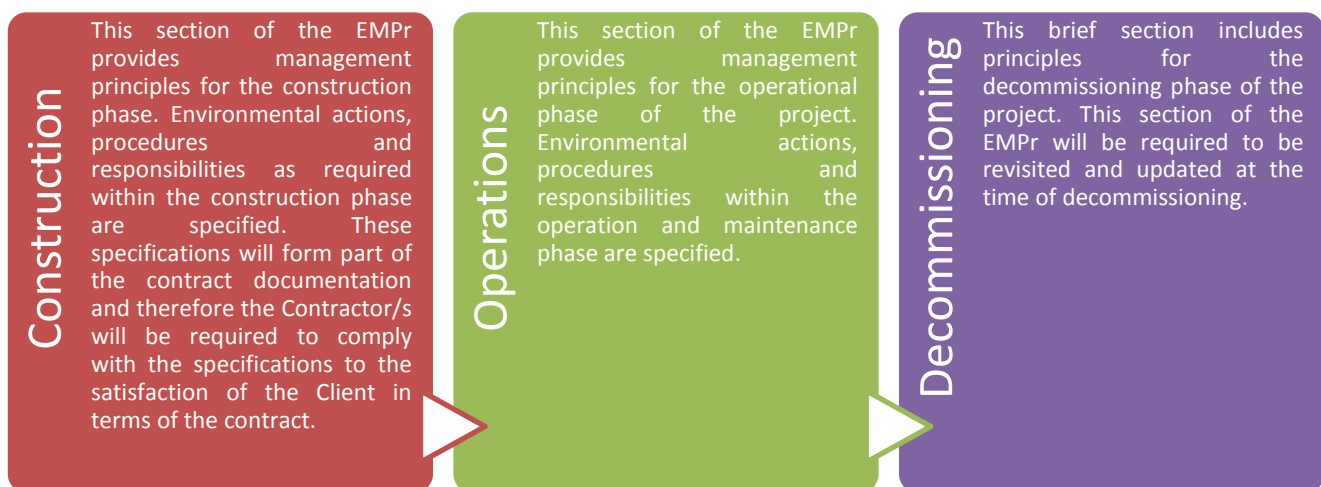 Construction
This section of the EMPr
provides management
principles for the construction
phase. Environmental actions,
procedures and
responsibilities as required
within the construction phase
are specified. These
specifications will form part of
the contract documentation
and therefore the Contractor/s
will be required to comply
with the specifications to the
satisfaction of the Client in
terms of the contract.
Operations
This section of the EMPr
provides management
principles for the operational
phase of the project.
Environmental actions,
procedures and
responsibilities within the
operation and maintenance
phase are specified.
Decommissioning
This brief section includes
principles for the
decommissioning phase of the
project. This section of the
EMPr will be required to be
revisited and updated at the
time of decommissioning.